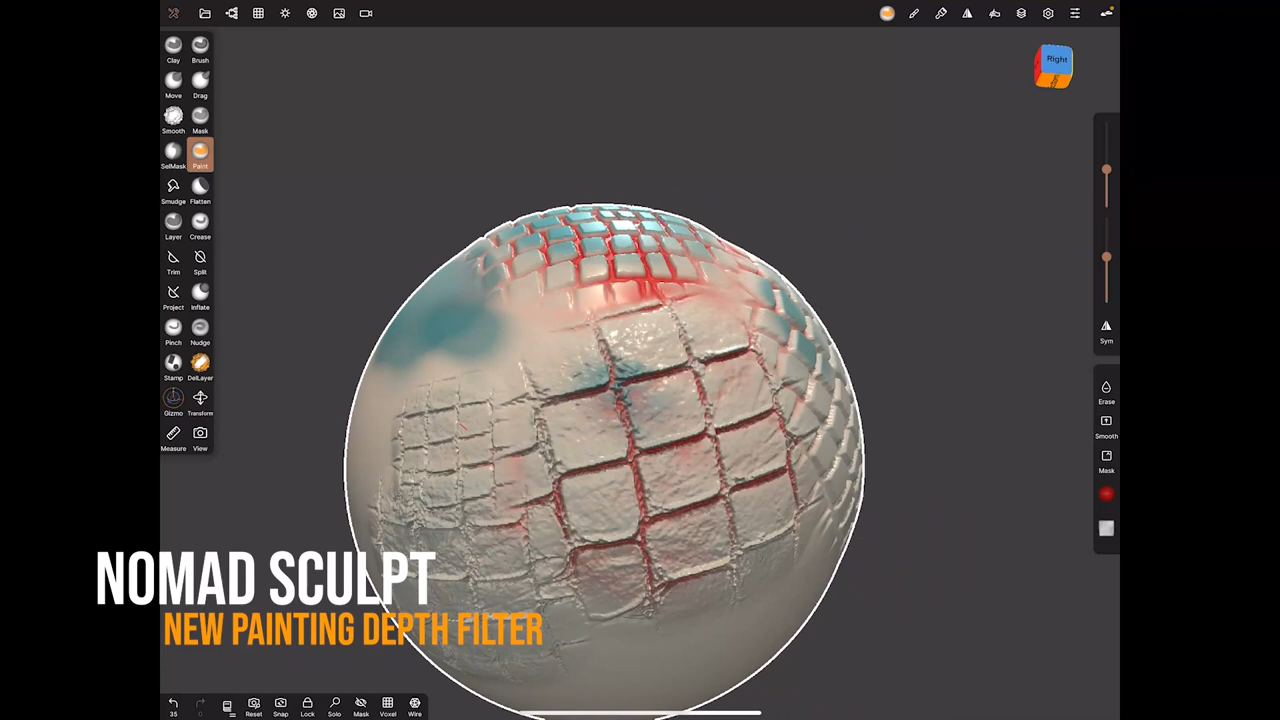 Right
Clay Brush
Move Drag
Smooth Mask
SelMask Paint
Smudge Flatten
Layer Crease
Trim Split
Project Inflate
Pinch Nudge
Stamp DelLayer
Gizmo Transform
Measure View
Sym
Erase
Smooth
Mask
NOMAD SCULPT
NEW PAINTING DEPTH FILTER
35 0 Reset Snap Lock Solo Mask Voxel Wire